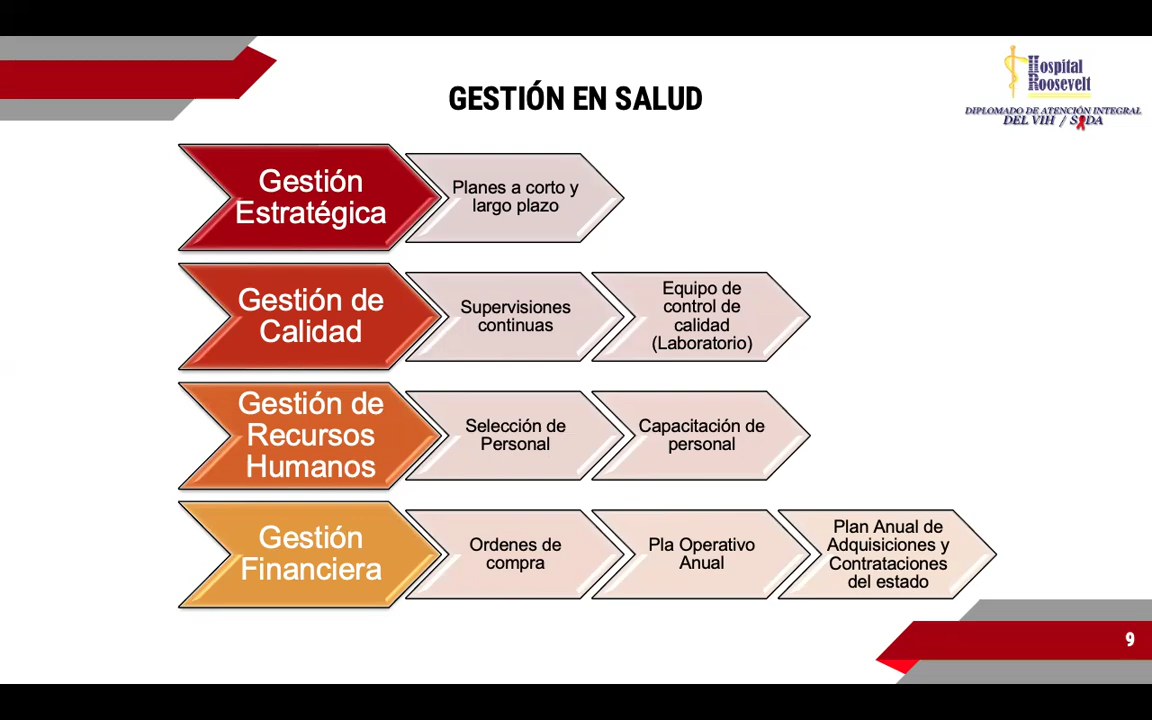 Hospital
Roosevelt
DIPLOMADO DE ATENCIÓN INTEGRAL
DEL VIH / SIDA
GESTIÓN EN SALUD
Gestión
Estratégica
Planes a corto y
largo plazo
Gestión de
Calidad
Supervisiones
continuas
Equipo de
control de
calidad
(Laboratorio)
Gestión de
Recursos
Humanos
Selección de
Personal
Capacitación de
personal
Gestión
Financiera
Ordenes de
compra
Pla Operativo
Anual
Plan Anual de
Adquisiciones y
Contrataciones
del estado
9